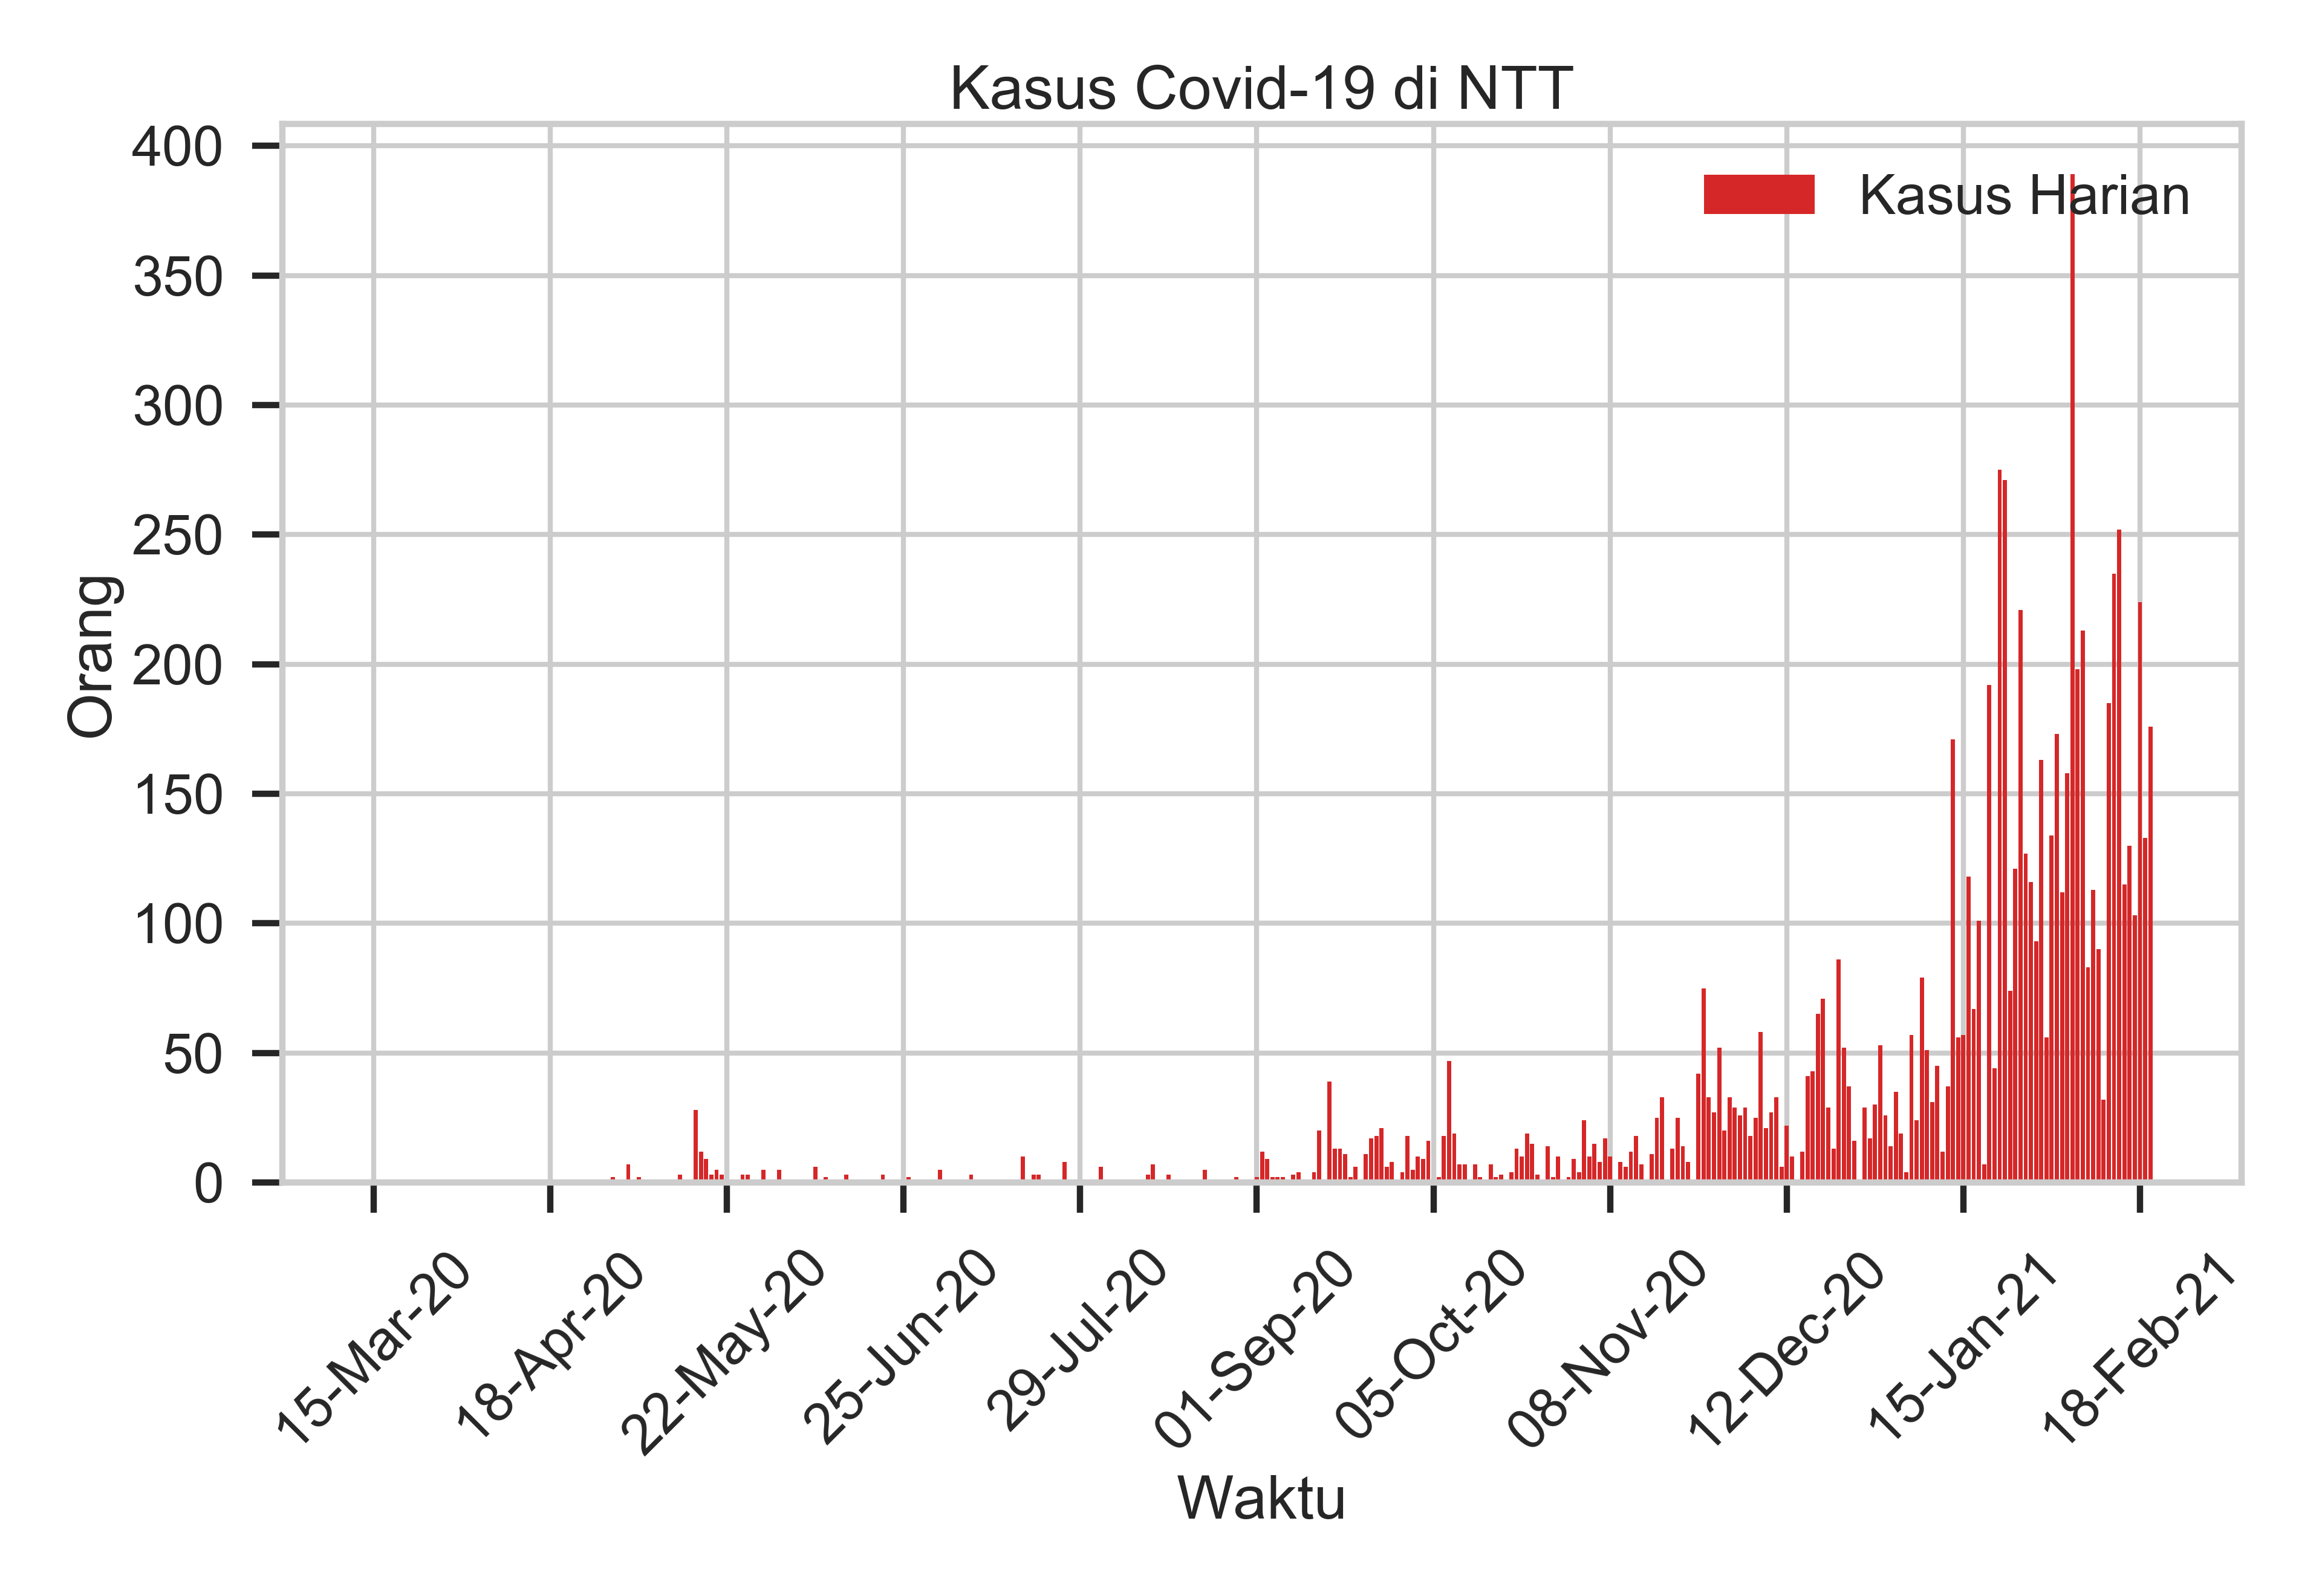 Kasus Covid-19 di NTT
400
350
300
250
200
150
100
50
0
Orang
Kasus Harian
15-Mar-20
18-Apr-20
22-May-20
25-Jun-20
29-Jul-20
01-Sep-20
05-Oct-20
08-Nov-20
12-Dec-20
15-Jan-21
18-Feb-21
Waktu